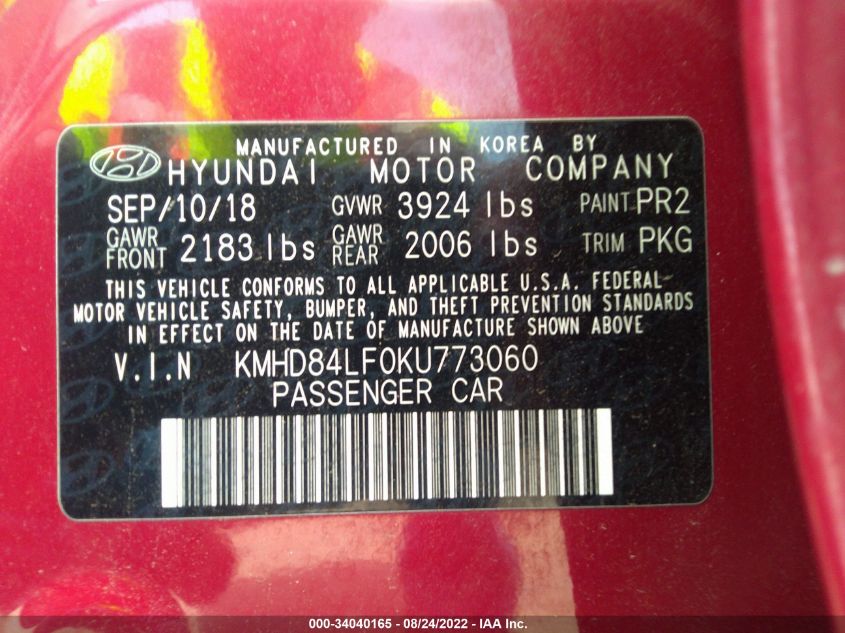 MANUFACTURED IN KOREA BY
HYUNDAI MOTOR COMPANY
SEP/10/18 GVWR 3924 lbs PAINT PR2
GAWR FRONT 2183 lbs GAWR REAR 2006 lbs TRIM PKG
THIS VEHICLE CONFORMS TO ALL APPLICABLE U.S.A. FEDERAL
MOTOR VEHICLE SAFETY, BUMPER, AND THEFT PREVENTION STANDARDS
IN EFFECT ON THE DATE OF MANUFACTURE SHOWN ABOVE
V.I.N KMHD84LF0KU773060
PASSENGER CAR
000-34040165 - 08/24/2022 - IAA Inc.